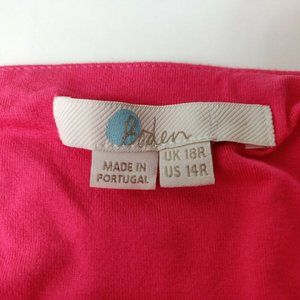 Boden
MADE IN
PORTUGAL
UK 18R
US 14R